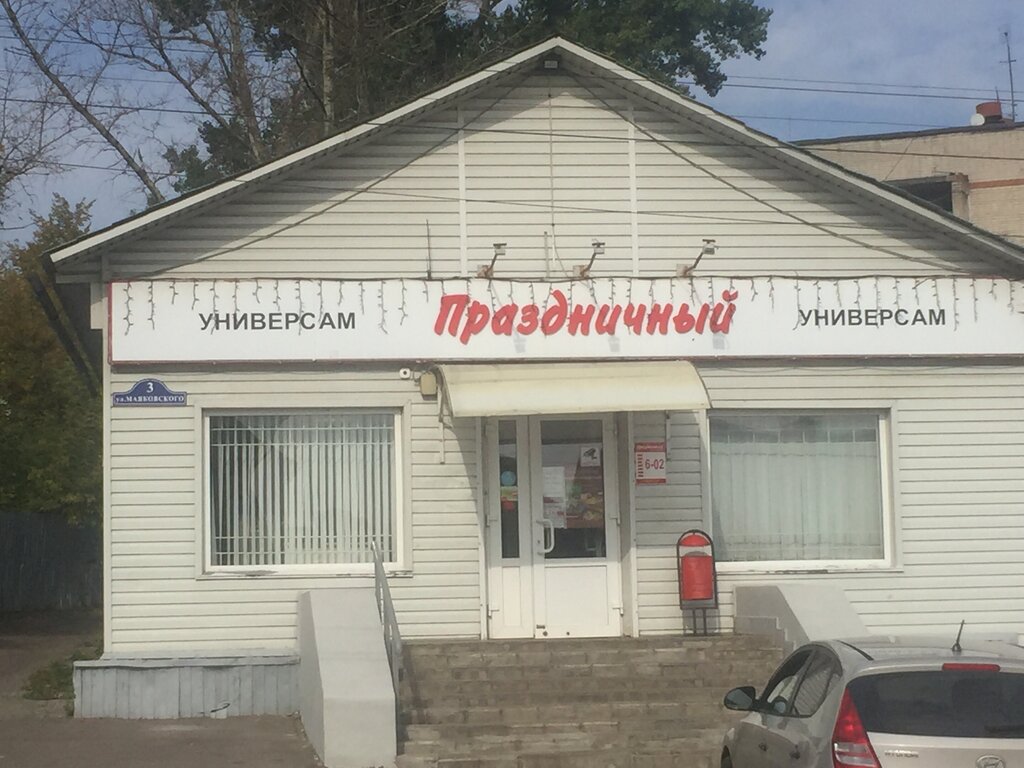 УНИВЕРСАМ
Праздничный
УНИВЕРСАМ
3
ул. МАЯКОВСКОГО
6-02